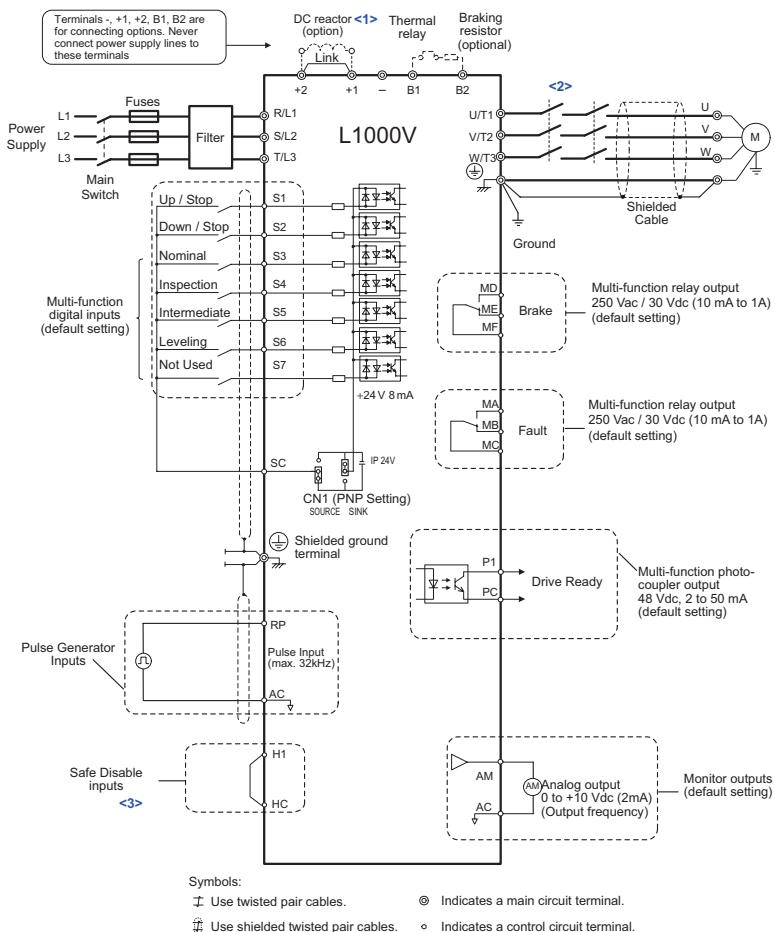 Terminals -, +1, +2, B1, B2 are
for connecting options. Never
connect power supply lines to
these terminals
DC reactor <1>
(option)
Link
Thermal
relay
Braking
resistor
(optional)
+2
+1
–
B1
B2
<2>
Fuses
Power
Supply
L1
L2
L3
Main
Switch
Filter
R/L1
S/L2
T/L3
L1000V
U/T1
V/T2
W/T3
U
V
W
M
Shielded
Cable
Ground
Multi-function
digital inputs
(default setting)
Up / Stop
S1
Down / Stop
S2
Nominal
S3
Inspection
S4
Intermediate
S5
Leveling
S6
Not Used
S7
+24 V 8 mA
SC
IP 24V
CN1 (PNP Setting)
SOURCE SINK
Shielded ground
terminal
MD
ME
MF
Brake
Multi-function relay output
250 Vac / 30 Vdc (10 mA to 1A)
(default setting)
MA
MB
MC
Fault
Multi-function relay output
250 Vac / 30 Vdc (10 mA to 1A)
(default setting)
P1
PC
Drive Ready
Multi-function photo-
coupler output
48 Vdc, 2 to 50 mA
(default setting)
Pulse Generator
Inputs
RP
Pulse Input
(max. 32kHz)
AC
Safe Disable
inputs
<3>
H1
HC
AM
AM
AC
Analog output
0 to +10 Vdc (2mA)
(Output frequency)
Monitor outputs
(default setting)
Symbols:
Use twisted pair cables.
Indicates a main circuit terminal.
Use shielded twisted pair cables.
Indicates a control circuit terminal.